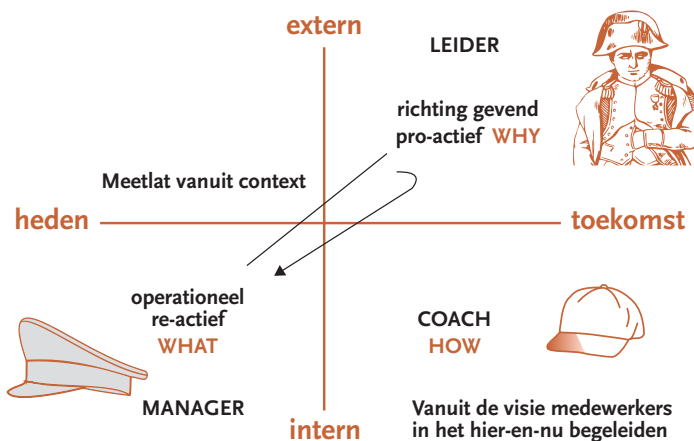 extern
LEIDER
richting gevend
pro-actief WHY
Meetlat vanuit context
heden
toekomst
operationeel
re-actief
WHAT
MANAGER
COACH
HOW
intern
Vanuit de visie medewerkers
in het hier-en-nu begeleiden